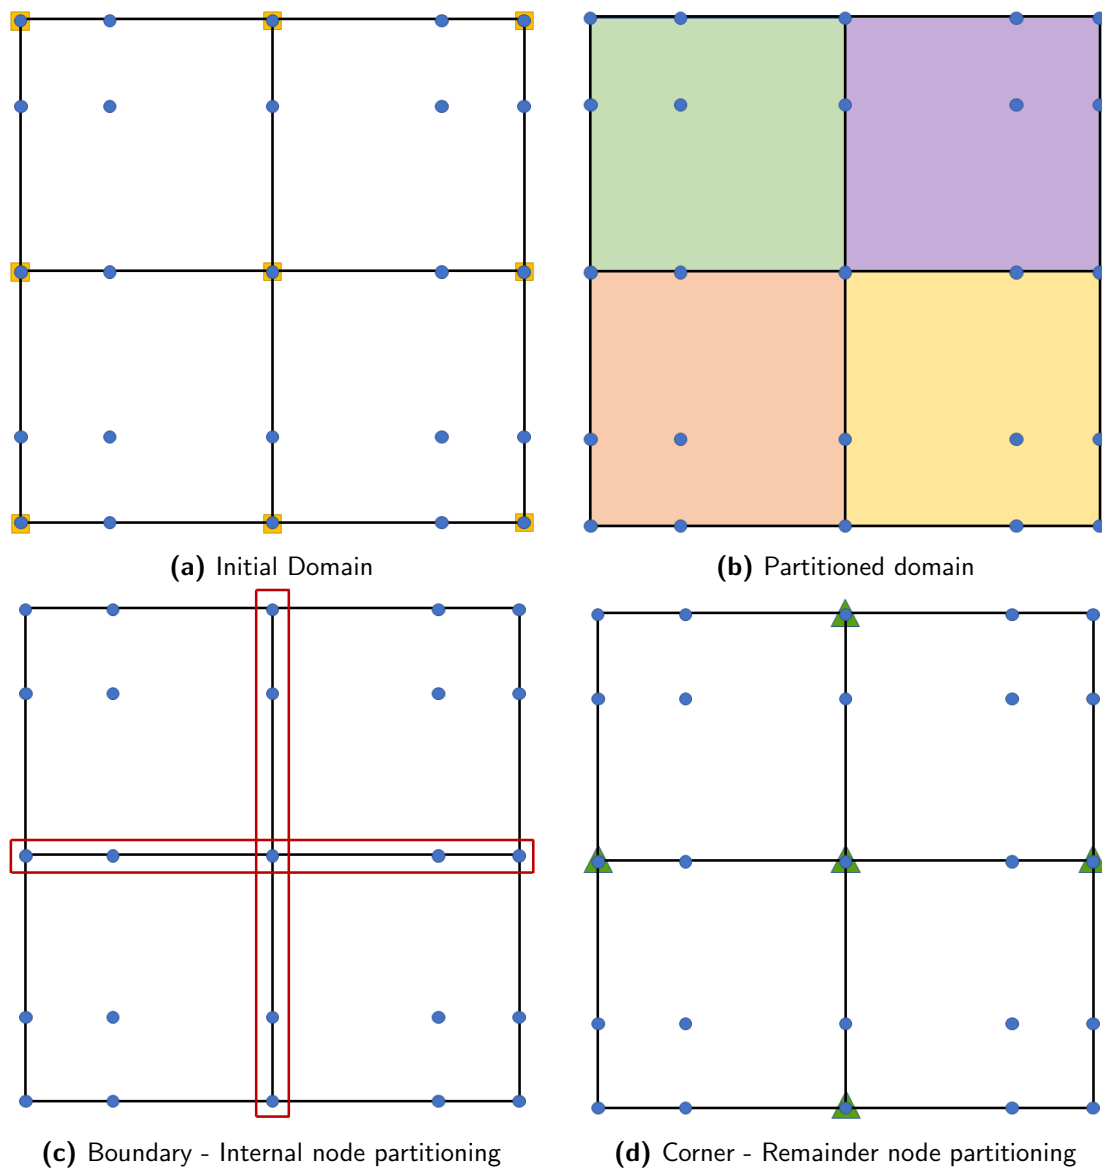 (a) Initial Domain
(b) Partitioned domain
(c) Boundary - Internal node partitioning
(d) Corner - Remainder node partitioning